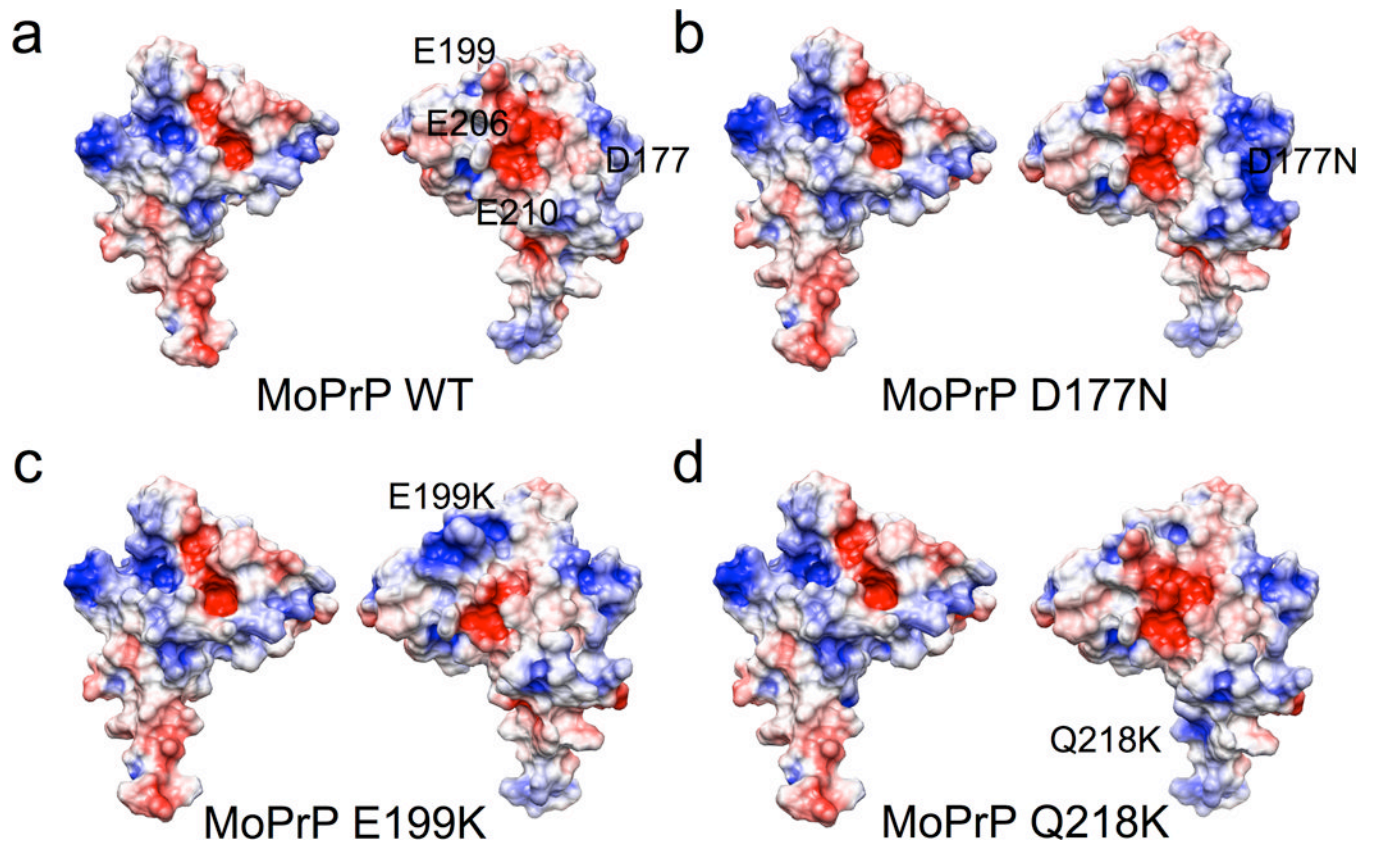 a
E199
E206
D177
E210
MoPrP WT
b
D177N
MoPrP D177N
c
E199K
MoPrP E199K
d
Q218K
MoPrP Q218K